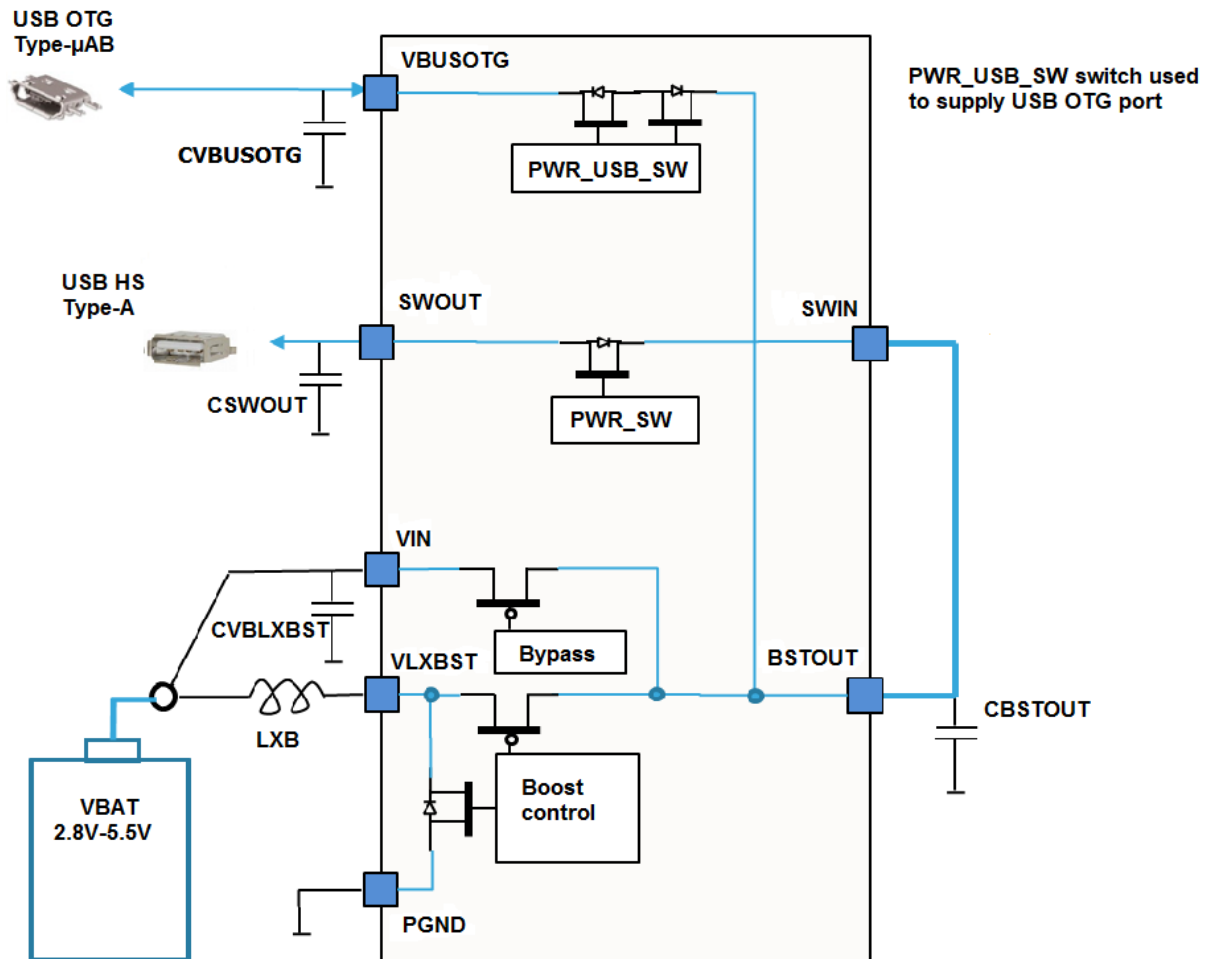 USB OTG
Type-µAB
VBUSOTG
PWR_USB_SW switch used
to supply USB OTG port
CVBUSOTG
PWR_USB_SW
USB HS
Type-A
SWOUT
SWIN
CSWOUT
PWR_SW
VIN
CVBLXBST
Bypass
VLXBST
BSTOUT
LXB
CBSTOUT
VBAT
2.8V-5.5V
Boost
control
PGND